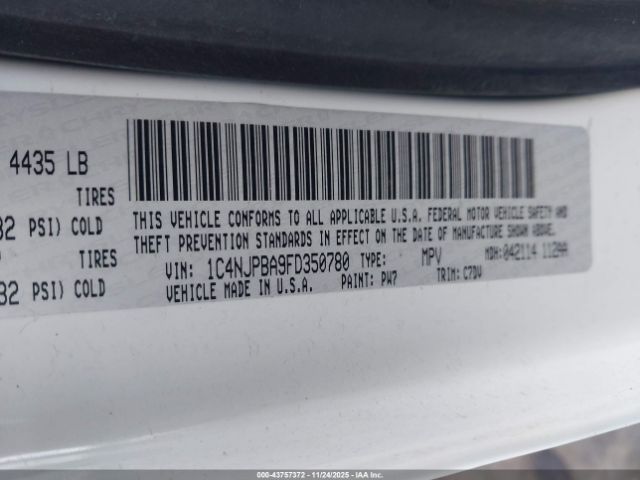 4435 LB
TIRES
32 PSI) COLD
TIRES
32 PSI) COLD
THIS VEHICLE CONFORMS TO ALL APPLICABLE U.S.A. FEDERAL MOTOR VEHICLE SAFETY AND
THEFT PREVENTION STANDARDS IN EFFECT ON THE DATE OF MANUFACTURE SHOWN ABOVE.
VIN: 1C4NJPBA9FD350780 TYPE: MPV MDH: 042114 112AA
VEHICLE MADE IN U.S.A. PAINT: PW7 TRIM: C7DV
000-43757372 — 11/24/2025 — IAA Inc.